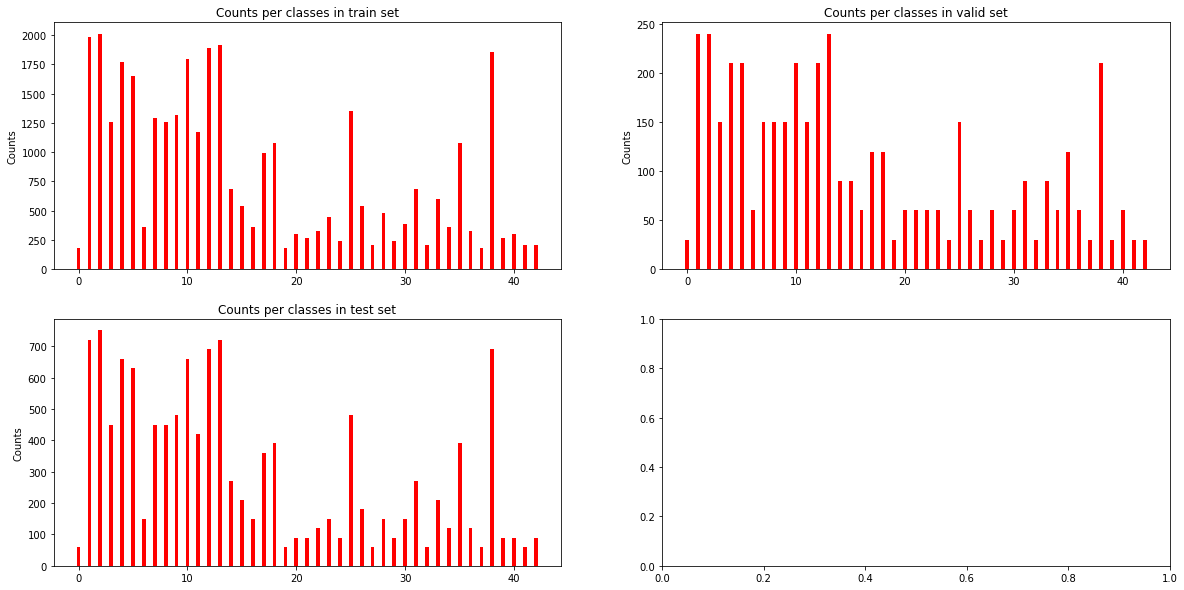 Counts per classes in train set
Counts
2000
1750
1500
1250
1000
750
500
250
0
0 10 20 30 40
Counts per classes in valid set
Counts
250
200
150
100
50
0
0 10 20 30 40
Counts per classes in test set
Counts
700
600
500
400
300
200
100
0
0 10 20 30 40
1.0
0.8
0.6
0.4
0.2
0.0
0.0 0.2 0.4 0.6 0.8 1.0